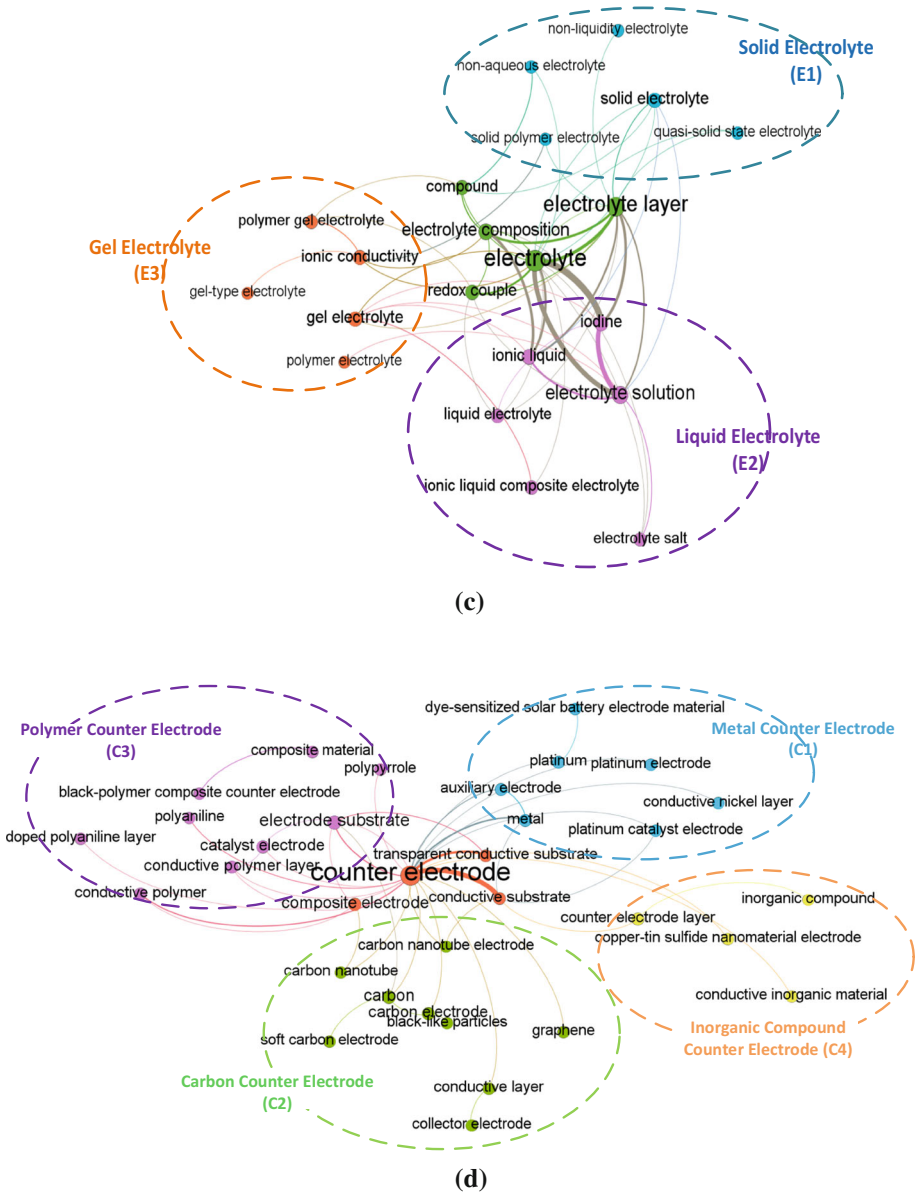 non-liquidity electrolyte
Solid Electrolyte
(E1)
non-aqueous electrolyte
solid electrolyte
quasi-solid state electrolyte
solid polymer electrolyte
compound
electrolyte layer
polymer gel electrolyte
electrolyte composition
Gel Electrolyte
(E3)
ionic conductivity
electrolyte
gel-type electrolyte
redox couple
gel electrolyte
iodine
polymer electrolyte
ionic liquid
electrolyte solution
liquid electrolyte
Liquid Electrolyte
(E2)
ionic liquid composite electrolyte
electrolyte salt
(c)
dye-sensitized solar battery electrode material
Polymer Counter Electrode
(C3)
Metal Counter Electrode
(C1)
composite material
polypyrrole
platinum
platinum electrode
black-polymer composite counter electrode
auxiliary electrode
conductive nickel layer
polyaniline
electrode substrate
metal
platinum catalyst electrode
doped polyaniline layer
catalyst electrode
transparent conductive substrate
conductive polymer layer
counter electrode
conductive polymer
composite electrode
conductive substrate
inorganic compound
counter electrode layer
copper-tin sulfide nanomaterial electrode
carbon nanotube electrode
carbon nanotube
carbon
conductive inorganic material
carbon electrode
black-like particles
graphene
soft carbon electrode
Inorganic Compound
Counter Electrode (C4)
Carbon Counter Electrode
(C2)
conductive layer
collector electrode
(d)